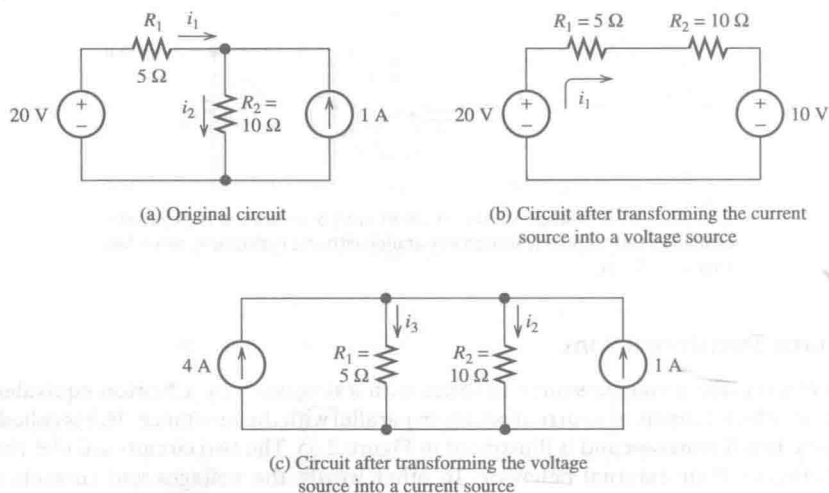 R₁
i₁
5 Ω
20 V
+
−
i₂
R₂ =
10 Ω
1 A
(a) Original circuit
R₁ = 5 Ω
R₂ = 10 Ω
20 V
+
−
i₁
+
−
10 V
(b) Circuit after transforming the current
source into a voltage source
4 A
i₃
R₁ =
5 Ω
i₂
R₂ =
10 Ω
1 A
(c) Circuit after transforming the voltage
source into a current source